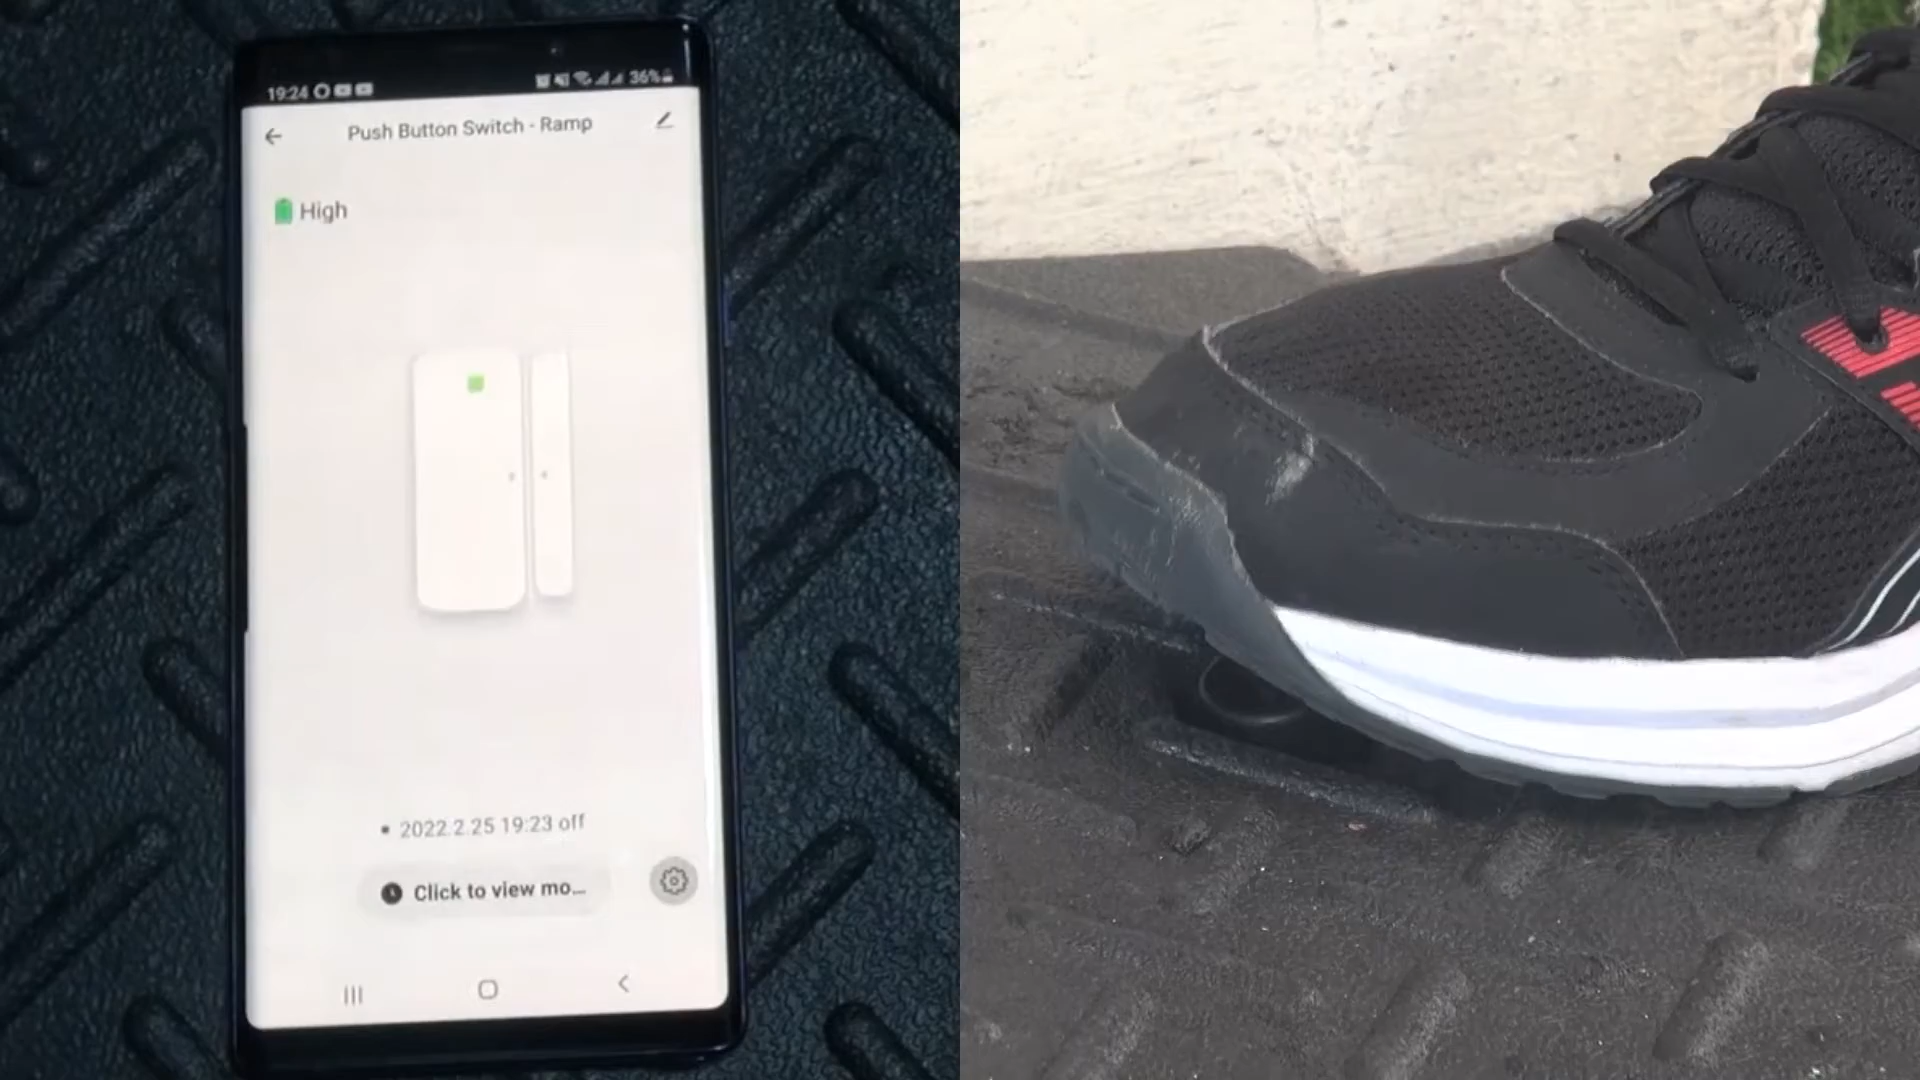 19:24
36%
Push Button Switch - Ramp
High
2022.2.25 19:23 off
Click to view mo...